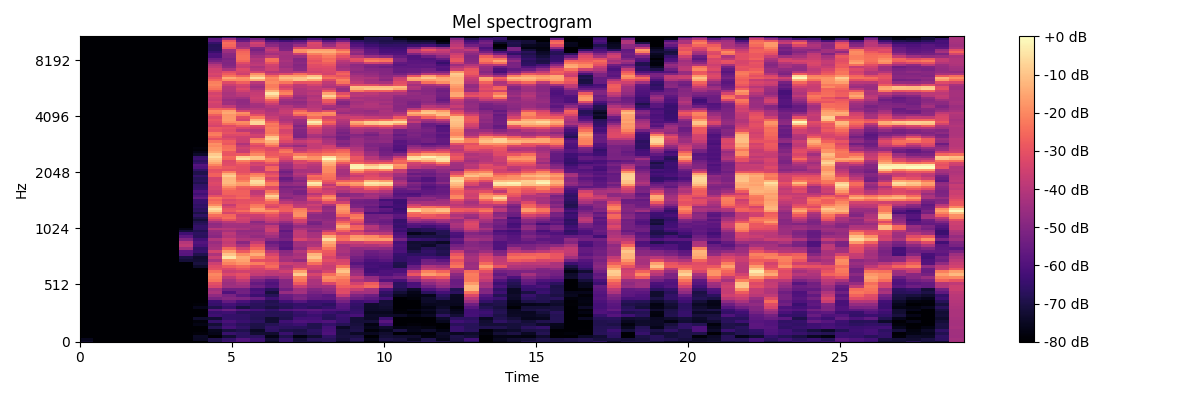 Mel spectrogram
8192
4096
2048
1024
512
0
Hz
0 5 10 15 20 25
Time
+0 dB
-10 dB
-20 dB
-30 dB
-40 dB
-50 dB
-60 dB
-70 dB
-80 dB